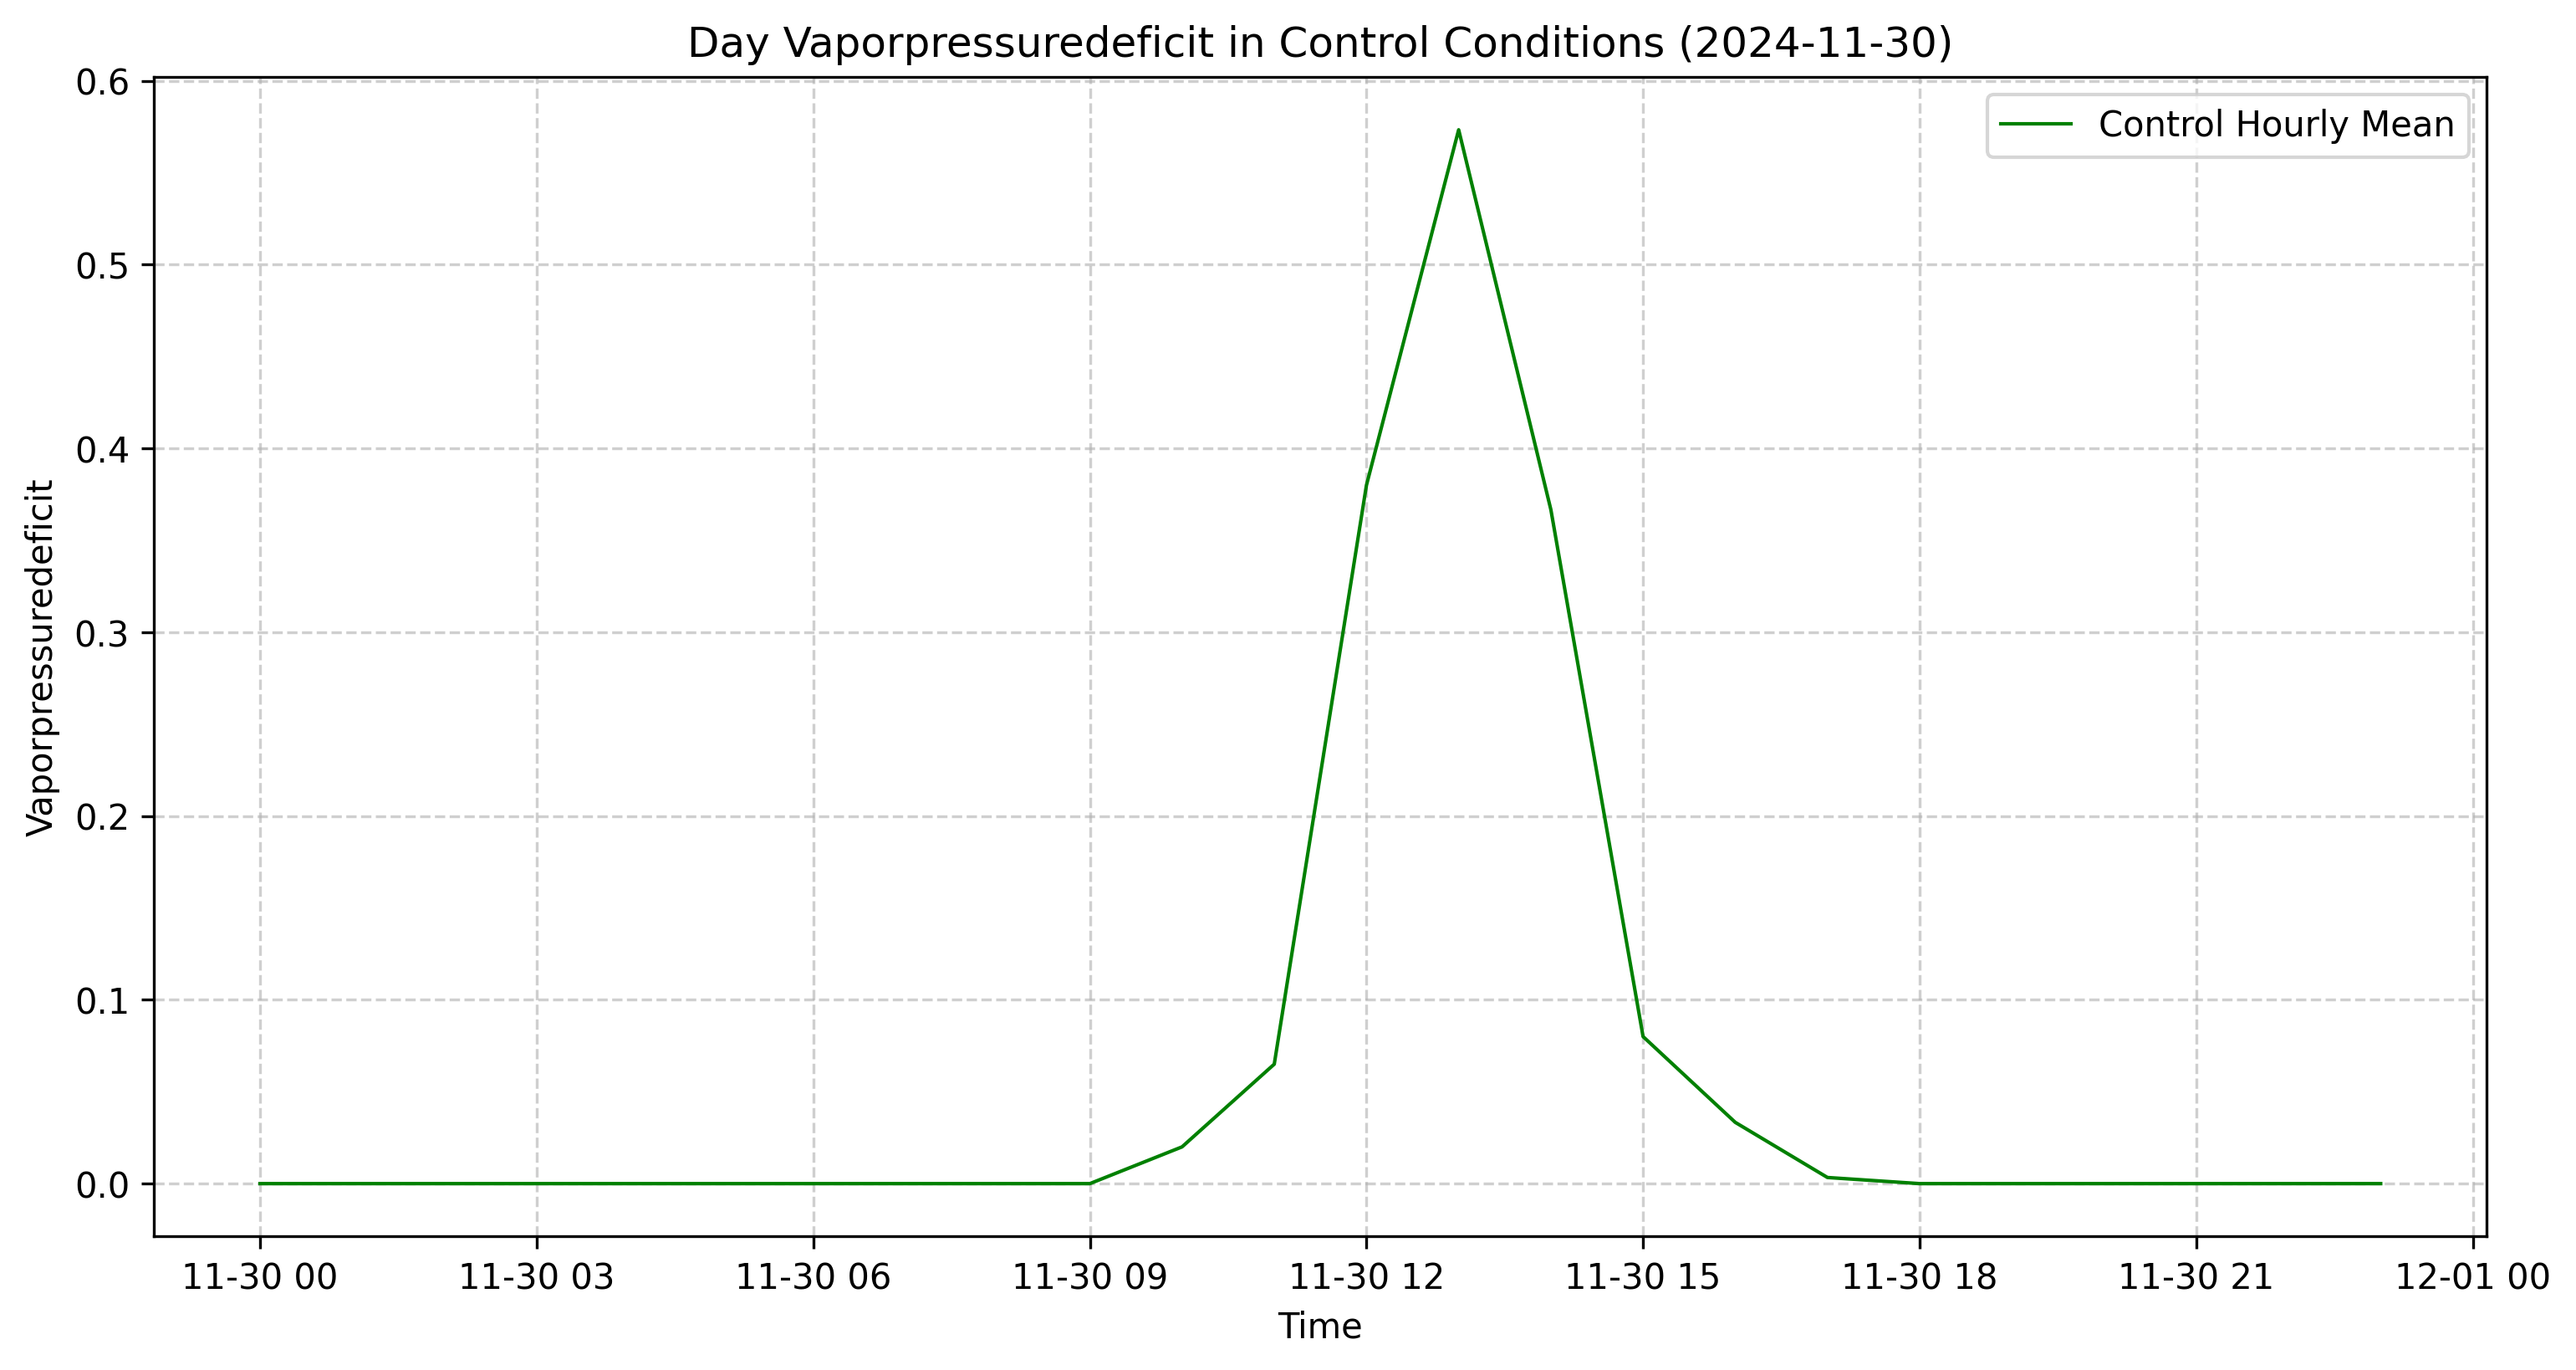 Day Vaporpressuredeficit in Control Conditions (2024-11-30)
Control Hourly Mean
Vaporpressuredeficit
0.6
0.5
0.4
0.3
0.2
0.1
0.0
11-30 00 11-30 03 11-30 06 11-30 09 11-30 12 11-30 15 11-30 18 11-30 21 12-01 00
Time